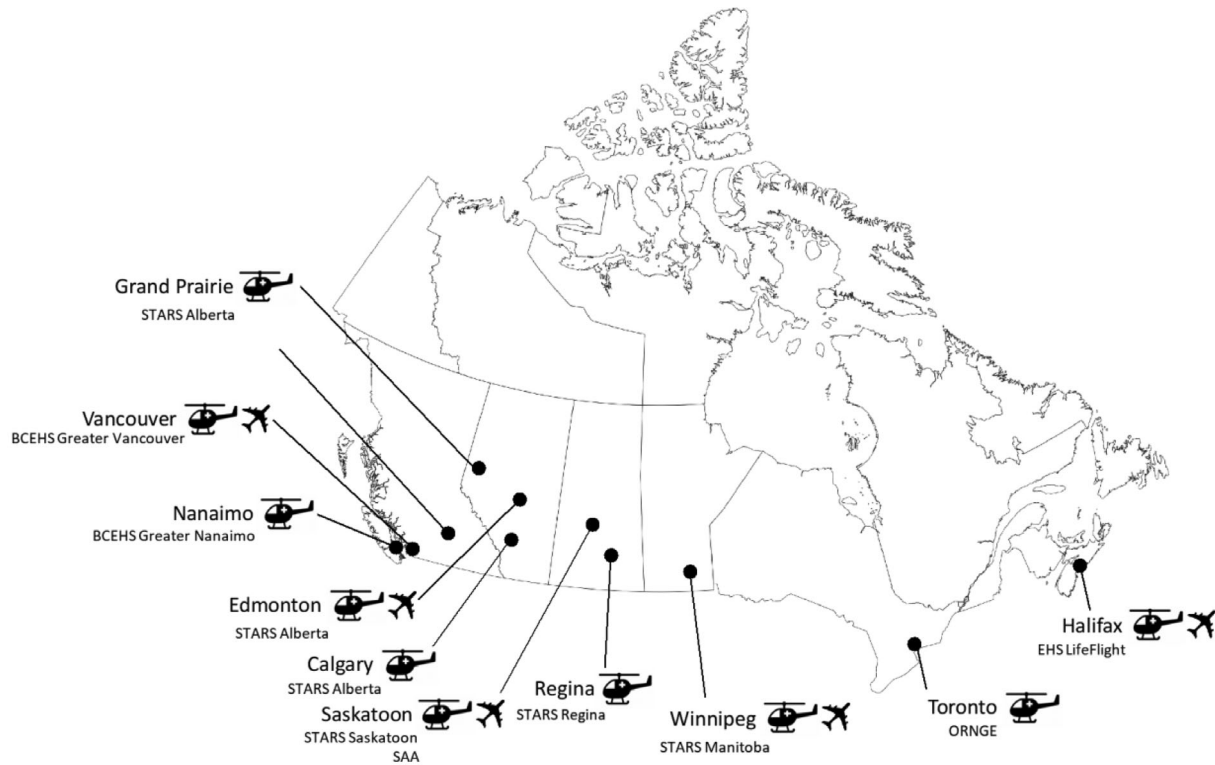 Grand Prairie
STARS Alberta
Vancouver
BCEHS Greater Vancouver
Nanaimo
BCEHS Greater Nanaimo
Edmonton
STARS Alberta
Calgary
STARS Alberta
Saskatoon
STARS Saskatoon
SAA
Regina
STARS Regina
Winnipeg
STARS Manitoba
Toronto
ORNGE
Halifax
EHS LifeFlight